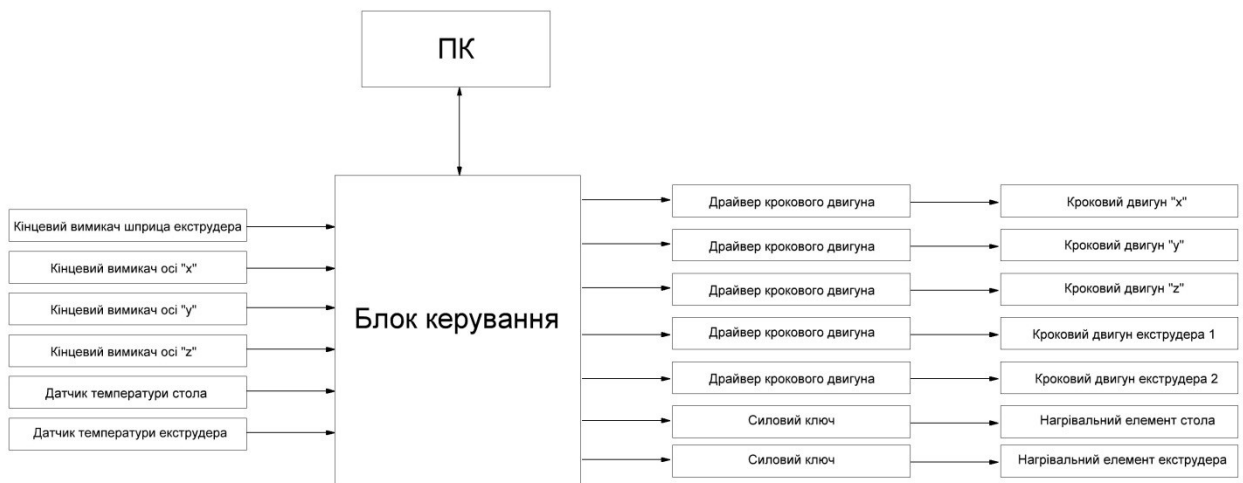 ПК
Кінцевий вимикач шприца екструдера
Кінцевий вимикач осі "x"
Кінцевий вимикач осі "y"
Кінцевий вимикач осі "z"
Датчик температури стола
Датчик температури екструдера
Блок керування
Драйвер крокового двигуна
Драйвер крокового двигуна
Драйвер крокового двигуна
Драйвер крокового двигуна
Драйвер крокового двигуна
Силовий ключ
Силовий ключ
Кроковий двигун "x"
Кроковий двигун "y"
Кроковий двигун "z"
Кроковий двигун екструдера 1
Кроковий двигун екструдера 2
Нагрівальний елемент стола
Нагрівальний елемент екструдера